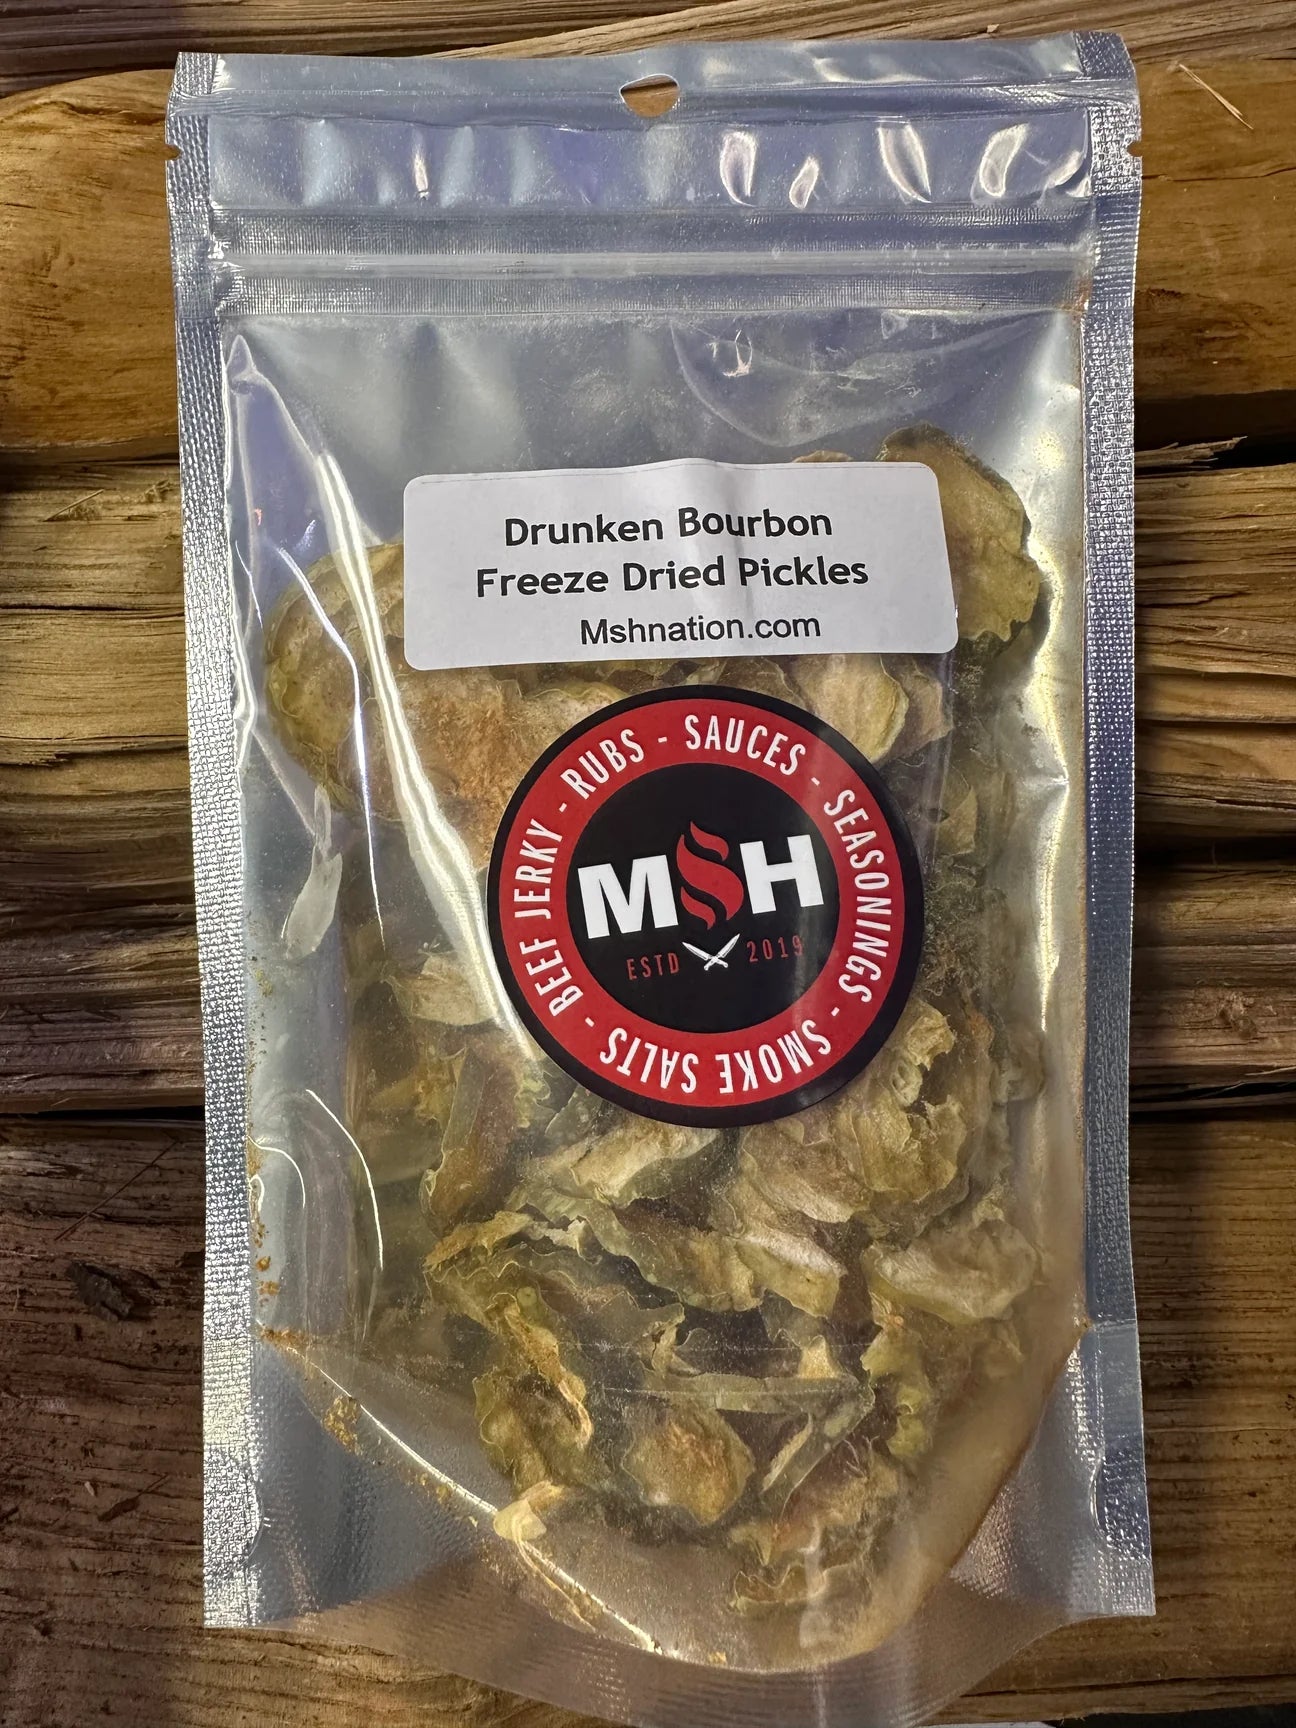 Drunken Bourbon
Freeze Dried Pickles
Mshnation.com
BEEF JERKY - RUBS - SAUCES - SEASONINGS - SMOKE SALTS -
MSH
ESTD 2019